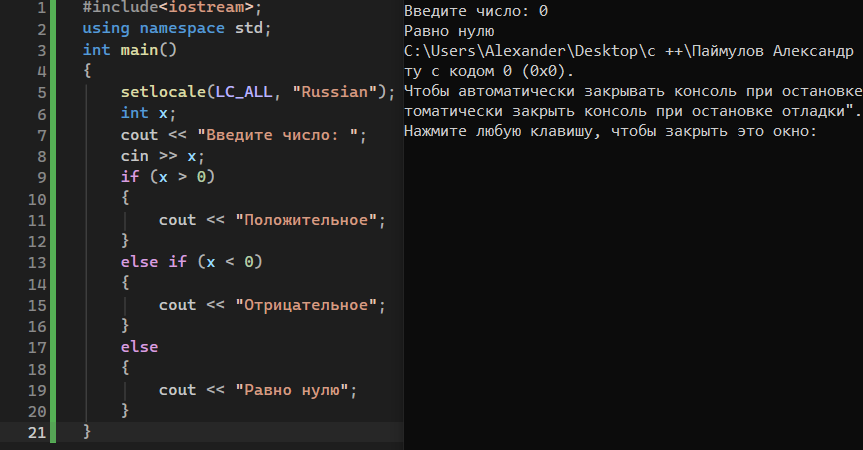 1 #include<iostream>;
2 using namespace std;
3 int main()
4 {
5 setlocale(LC_ALL, "Russian");
6 int x;
7 cout << "Введите число: ";
8 cin >> x;
9 if (x > 0)
10 {
11 cout << "Положительное";
12 }
13 else if (x < 0)
14 {
15 cout << "Отрицательное";
16 }
17 else
18 {
19 cout << "Равно нулю";
20 }
21 }
Введите число: 0
Равно нулю
C:\Users\Alexander\Desktop\c ++\Паймулов Александр
ту с кодом 0 (0x0).
Чтобы автоматически закрывать консоль при остановке
томатически закрыть консоль при остановке отладки".
Нажмите любую клавишу, чтобы закрыть это окно: